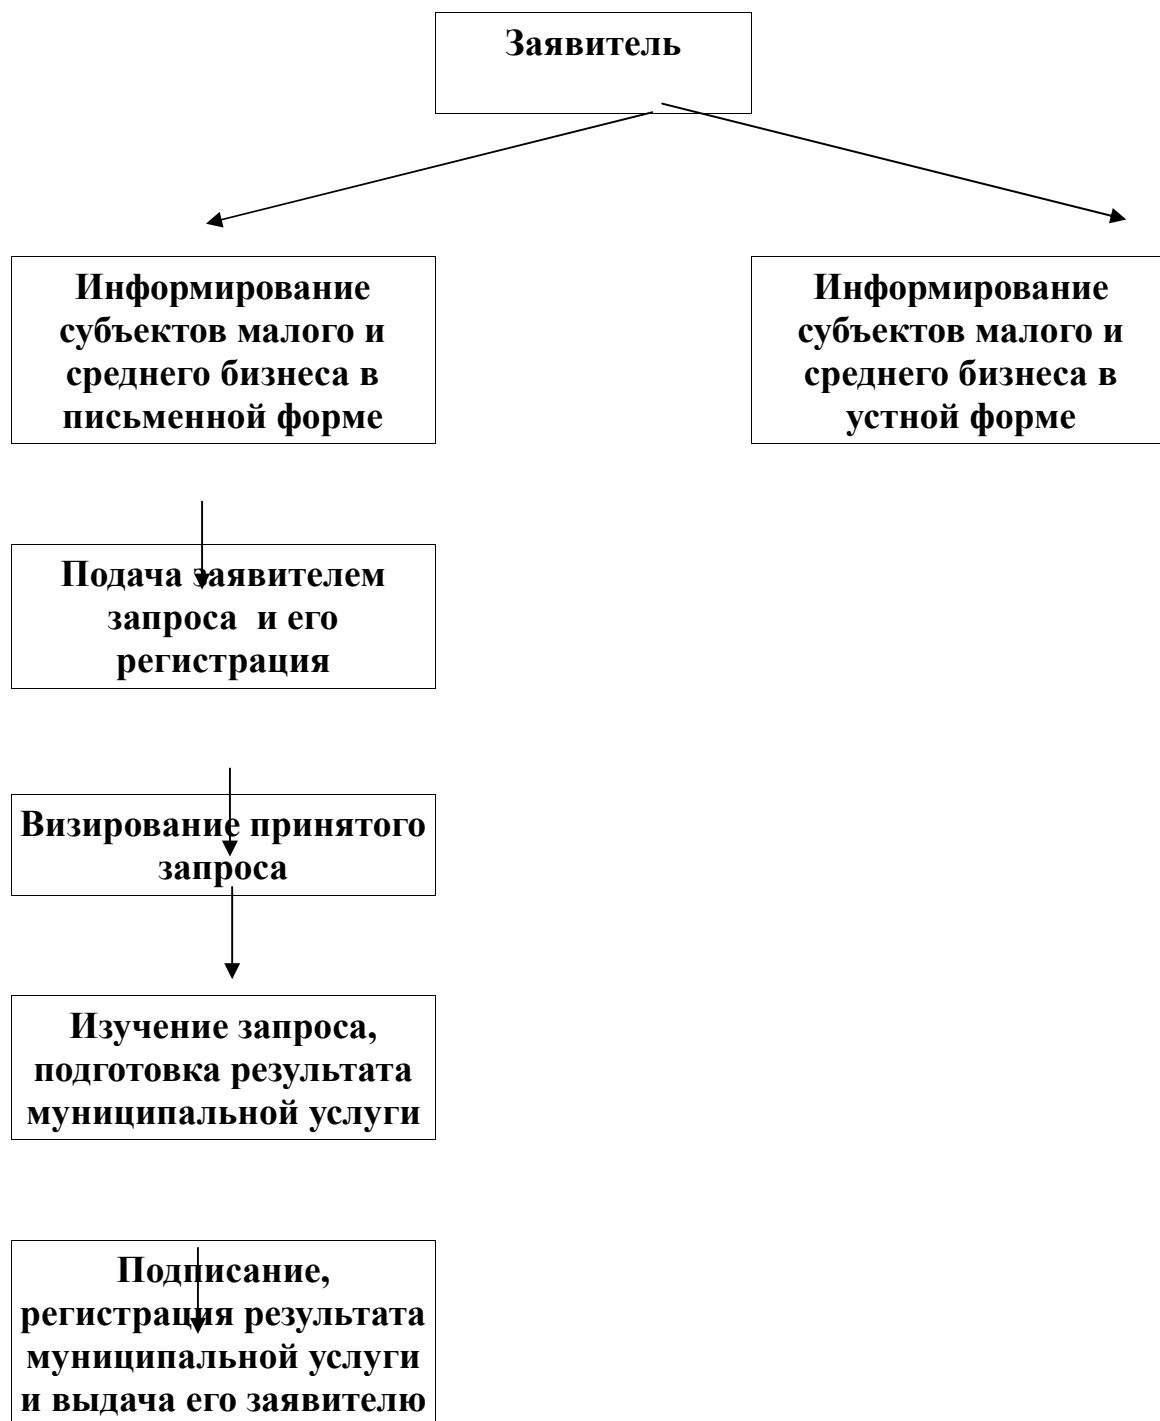 Заявитель
Информирование
субъектов малого и
среднего бизнеса в
письменной форме
Информирование
субъектов малого и
среднего бизнеса в
устной форме
Подача заявителем
запроса  и его
регистрация
Визирование принятого
запроса
Изучение запроса,
подготовка результата
муниципальной услуги
Подписание,
регистрация результата
муниципальной услуги
и выдача его заявителю